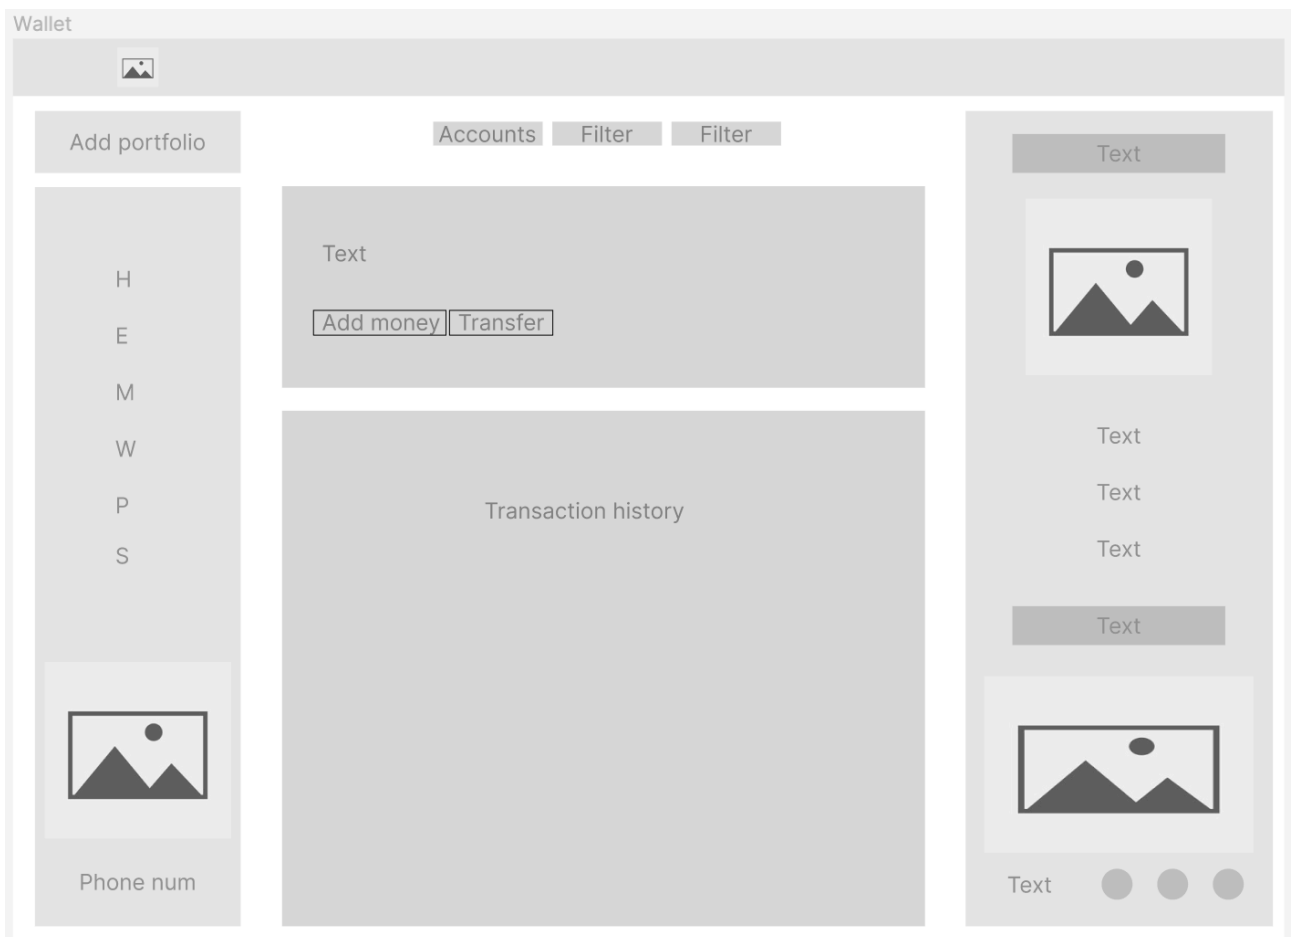 Wallet
Add portfolio
H
E
M
W
P
S
Phone num
Accounts Filter Filter
Text
Add money Transfer
Transaction history
Text
Text
Text
Text
Text
Text